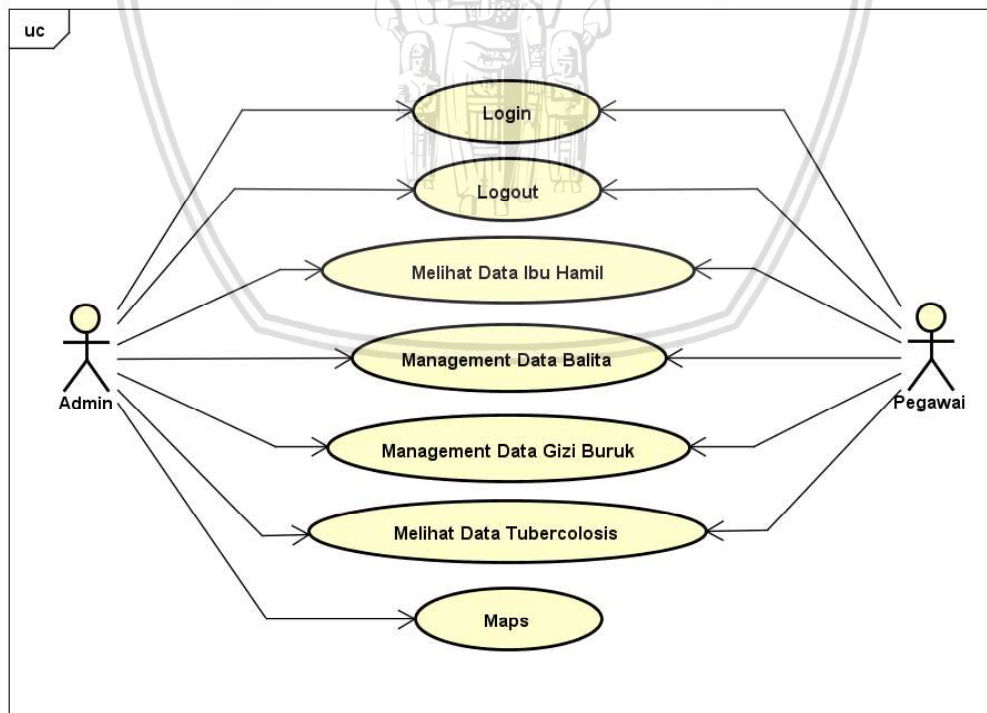 uc
Login
Logout
Melihat Data Ibu Hamil
Management Data Balita
Admin
Pegawai
Management Data Gizi Buruk
Melihat Data Tubercolosis
Maps